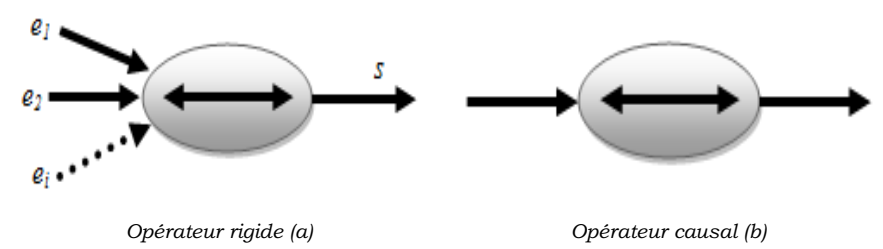 e1
e2
ei
s
Opérateur rigide (a)
Opérateur causal (b)